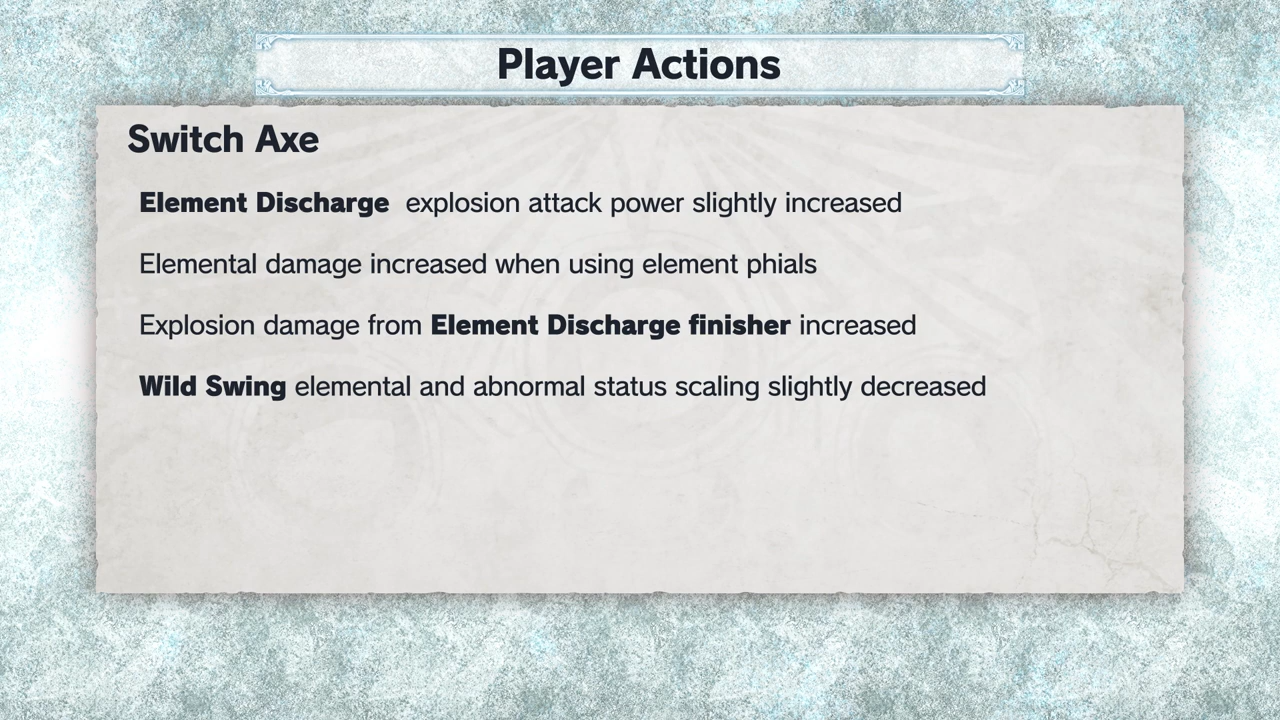 Player Actions
Switch Axe
Element Discharge explosion attack power slightly increased
Elemental damage increased when using element phials
Explosion damage from Element Discharge finisher increased
Wild Swing elemental and abnormal status scaling slightly decreased